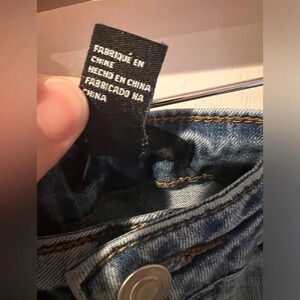 FABRIQUÉ EN
CHINE
HECHO EN CHINA
FABRICADO NA
CHINA